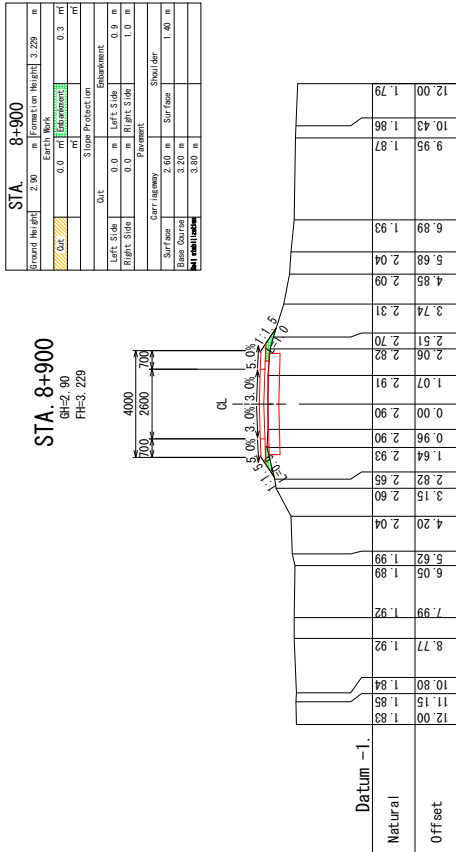 STA. 8+900
Ground Height 2.90 m Formation Height 3.229 m
Earth Work
Cut 0.0 ㎡ Embankment 0.3 ㎡
㎡ ㎡
Slope Protection
Cut Embankment
Left Side 0.0 m Left Side 0.9 m
Right Side 0.0 m Right Side 1.0 m
Pavement
Carriageway Shoulder
Surface 2.60 m Surface 1.40 m
Base Course 3.20 m
Soil stabilization 3.80 m
STA. 8+900
GH=2.90
FH=3.229
4000
700 2600 700
CL
5.0% 3.0% 3.0% 5.0%
1:1.5 1:1.5
L=0. L=1.0
Datum -1.
Natural 1.83 1.85 1.84 1.92 1.92 1.89 1.99 2.04 2.60 2.65 2.93 2.90 2.90 2.91 2.82 2.70 2.31 2.09 2.04 1.93 1.87 1.86 1.79
Offset 12.00 11.15 10.80 8.77 7.99 6.05 5.62 4.20 3.15 2.82 1.64 0.96 0.00 1.07 2.06 2.51 3.74 4.85 5.68 6.89 9.95 10.43 12.00